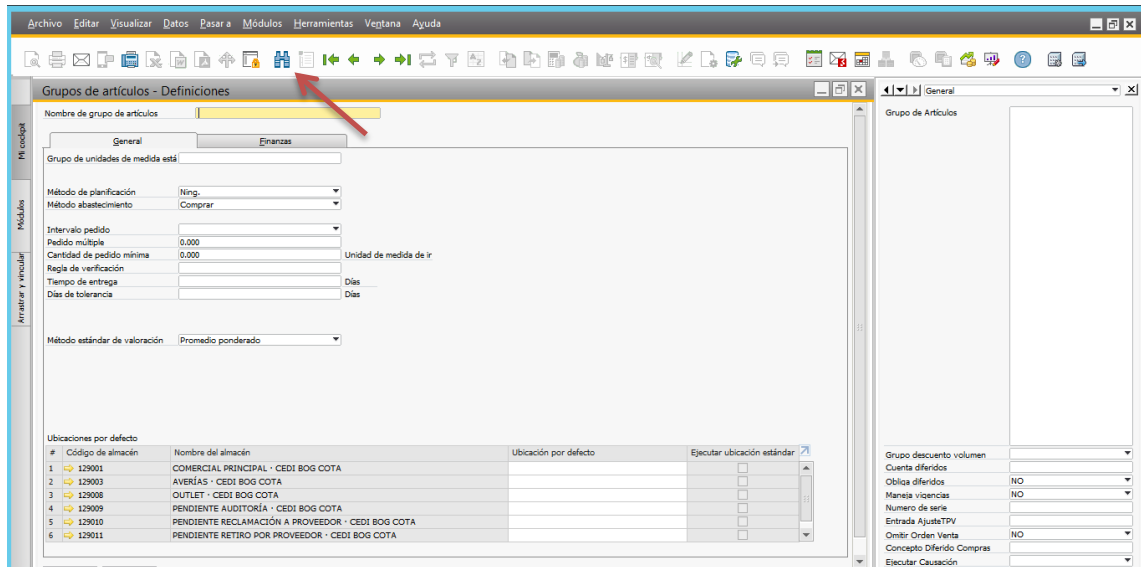 Archivo Editar Visualizar Datos Pasar a Módulos Herramientas Ventana Ayuda
Grupos de artículos - Definiciones
General
Nombre de grupo de artículos
Grupo de Artículos
Mi cockpit
Módulos
Arrastrar y vincular
General Finanzas
Grupo de unidades de medida está
Método de planificación Ning.
Método abastecimiento Comprar
Intervalo pedido
Pedido múltiple 0.000
Cantidad de pedido mínima 0.000 Unidad de medida de ir
Regla de verificación
Tiempo de entrega Días
Días de tolerancia Días
Método estándar de valoración Promedio ponderado
Ubicaciones por defecto
# Código de almacén Nombre del almacén Ubicación por defecto Ejecutar ubicación estándar
1 129001 COMERCIAL PRINCIPAL · CEDI BOG COTA
2 129003 AVERÍAS · CEDI BOG COTA
3 129008 OUTLET · CEDI BOG COTA
4 129009 PENDIENTE AUDITORÍA · CEDI BOG COTA
5 129010 PENDIENTE RECLAMACIÓN A PROVEEDOR · CEDI BOG COTA
6 129011 PENDIENTE RETIRO POR PROVEEDOR · CEDI BOG COTA
Grupo descuento volumen
Cuenta diferidos
Obliga diferidos NO
Maneja vigencias NO
Numero de serie
Entrada AjusteTPV
Omitir Orden Venta NO
Concepto Diferido Compras
Ejecutar Causación